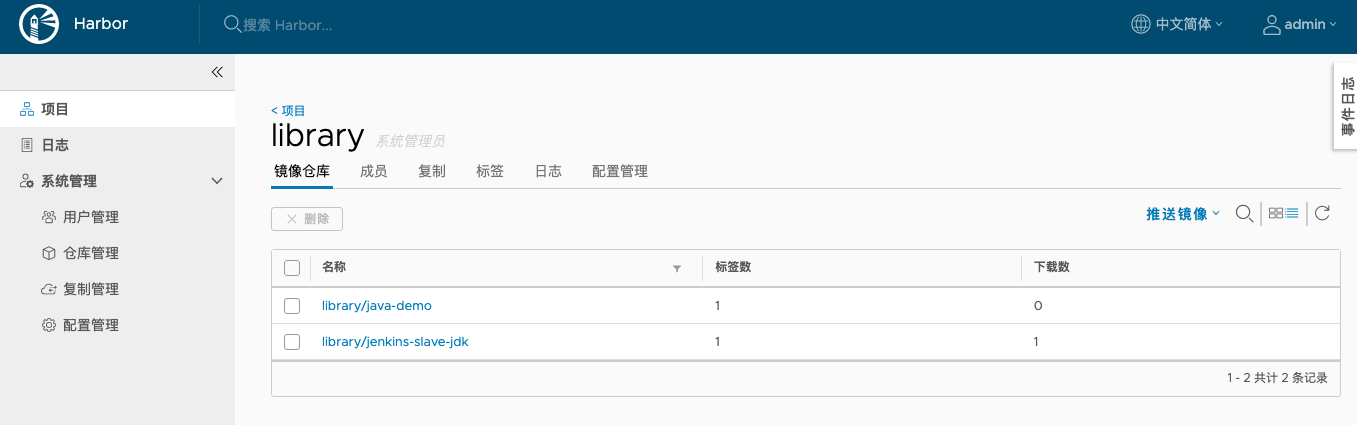 Harbor
搜索 Harbor...
中文简体
admin
事件日志
项目
日志
系统管理
用户管理
仓库管理
复制管理
配置管理
< 项目
library 系统管理员
镜像仓库 成员 复制 标签 日志 配置管理
删除
推送镜像
名称 标签数 下载数
library/java-demo 1 0
library/jenkins-slave-jdk 1 1
1 - 2 共计 2 条记录